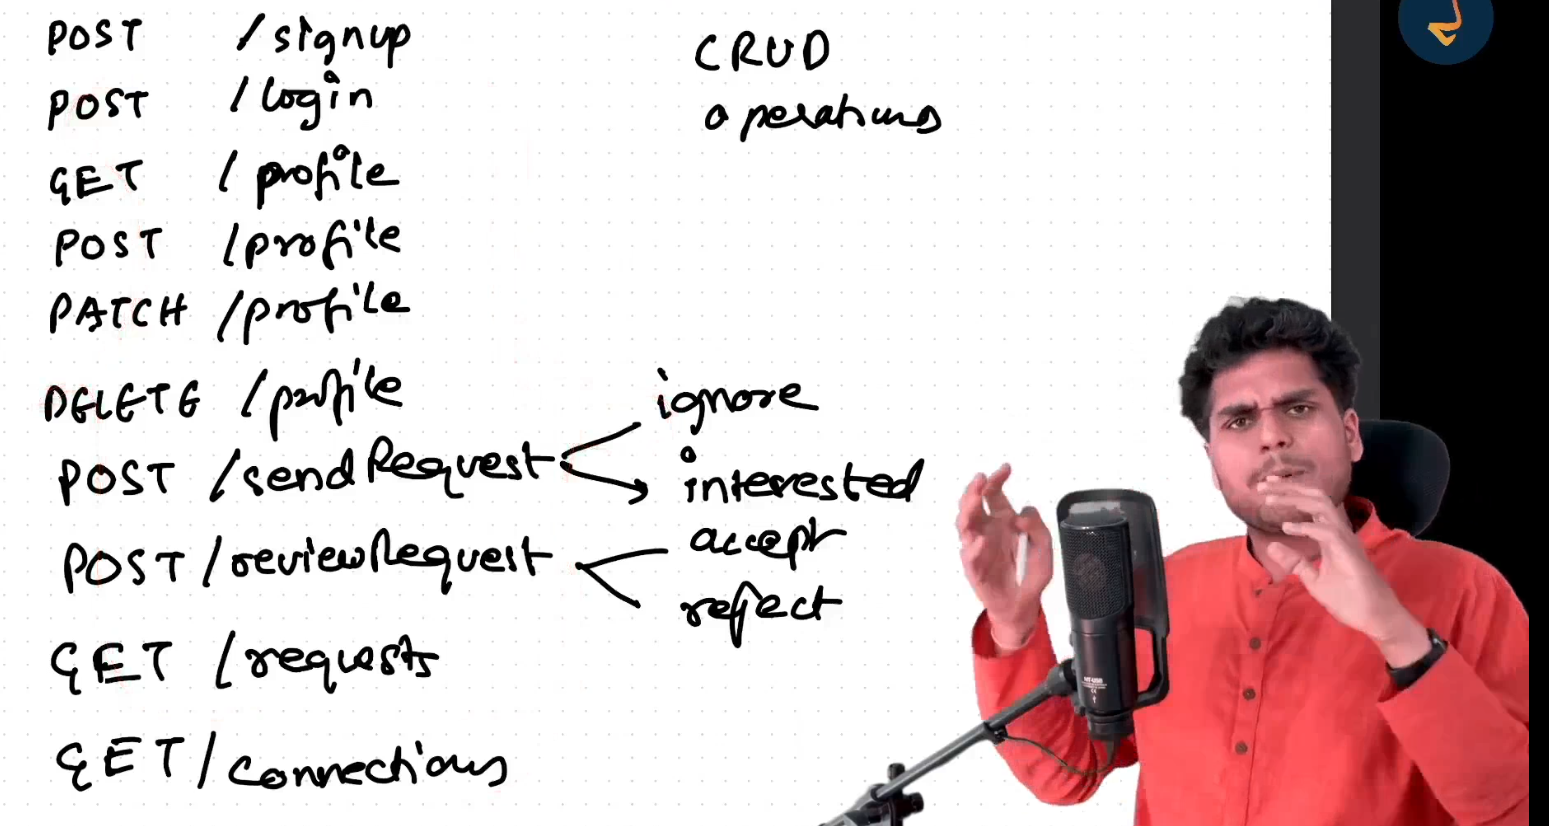 POST /signup
POST /login
GET /profile
POST /profile
PATCH /profile
DELETE /profile
POST /sendRequest
ignore
interested
POST /reviewRequest
accept
reject
GET /requests
GET /connections
CRUD
operations